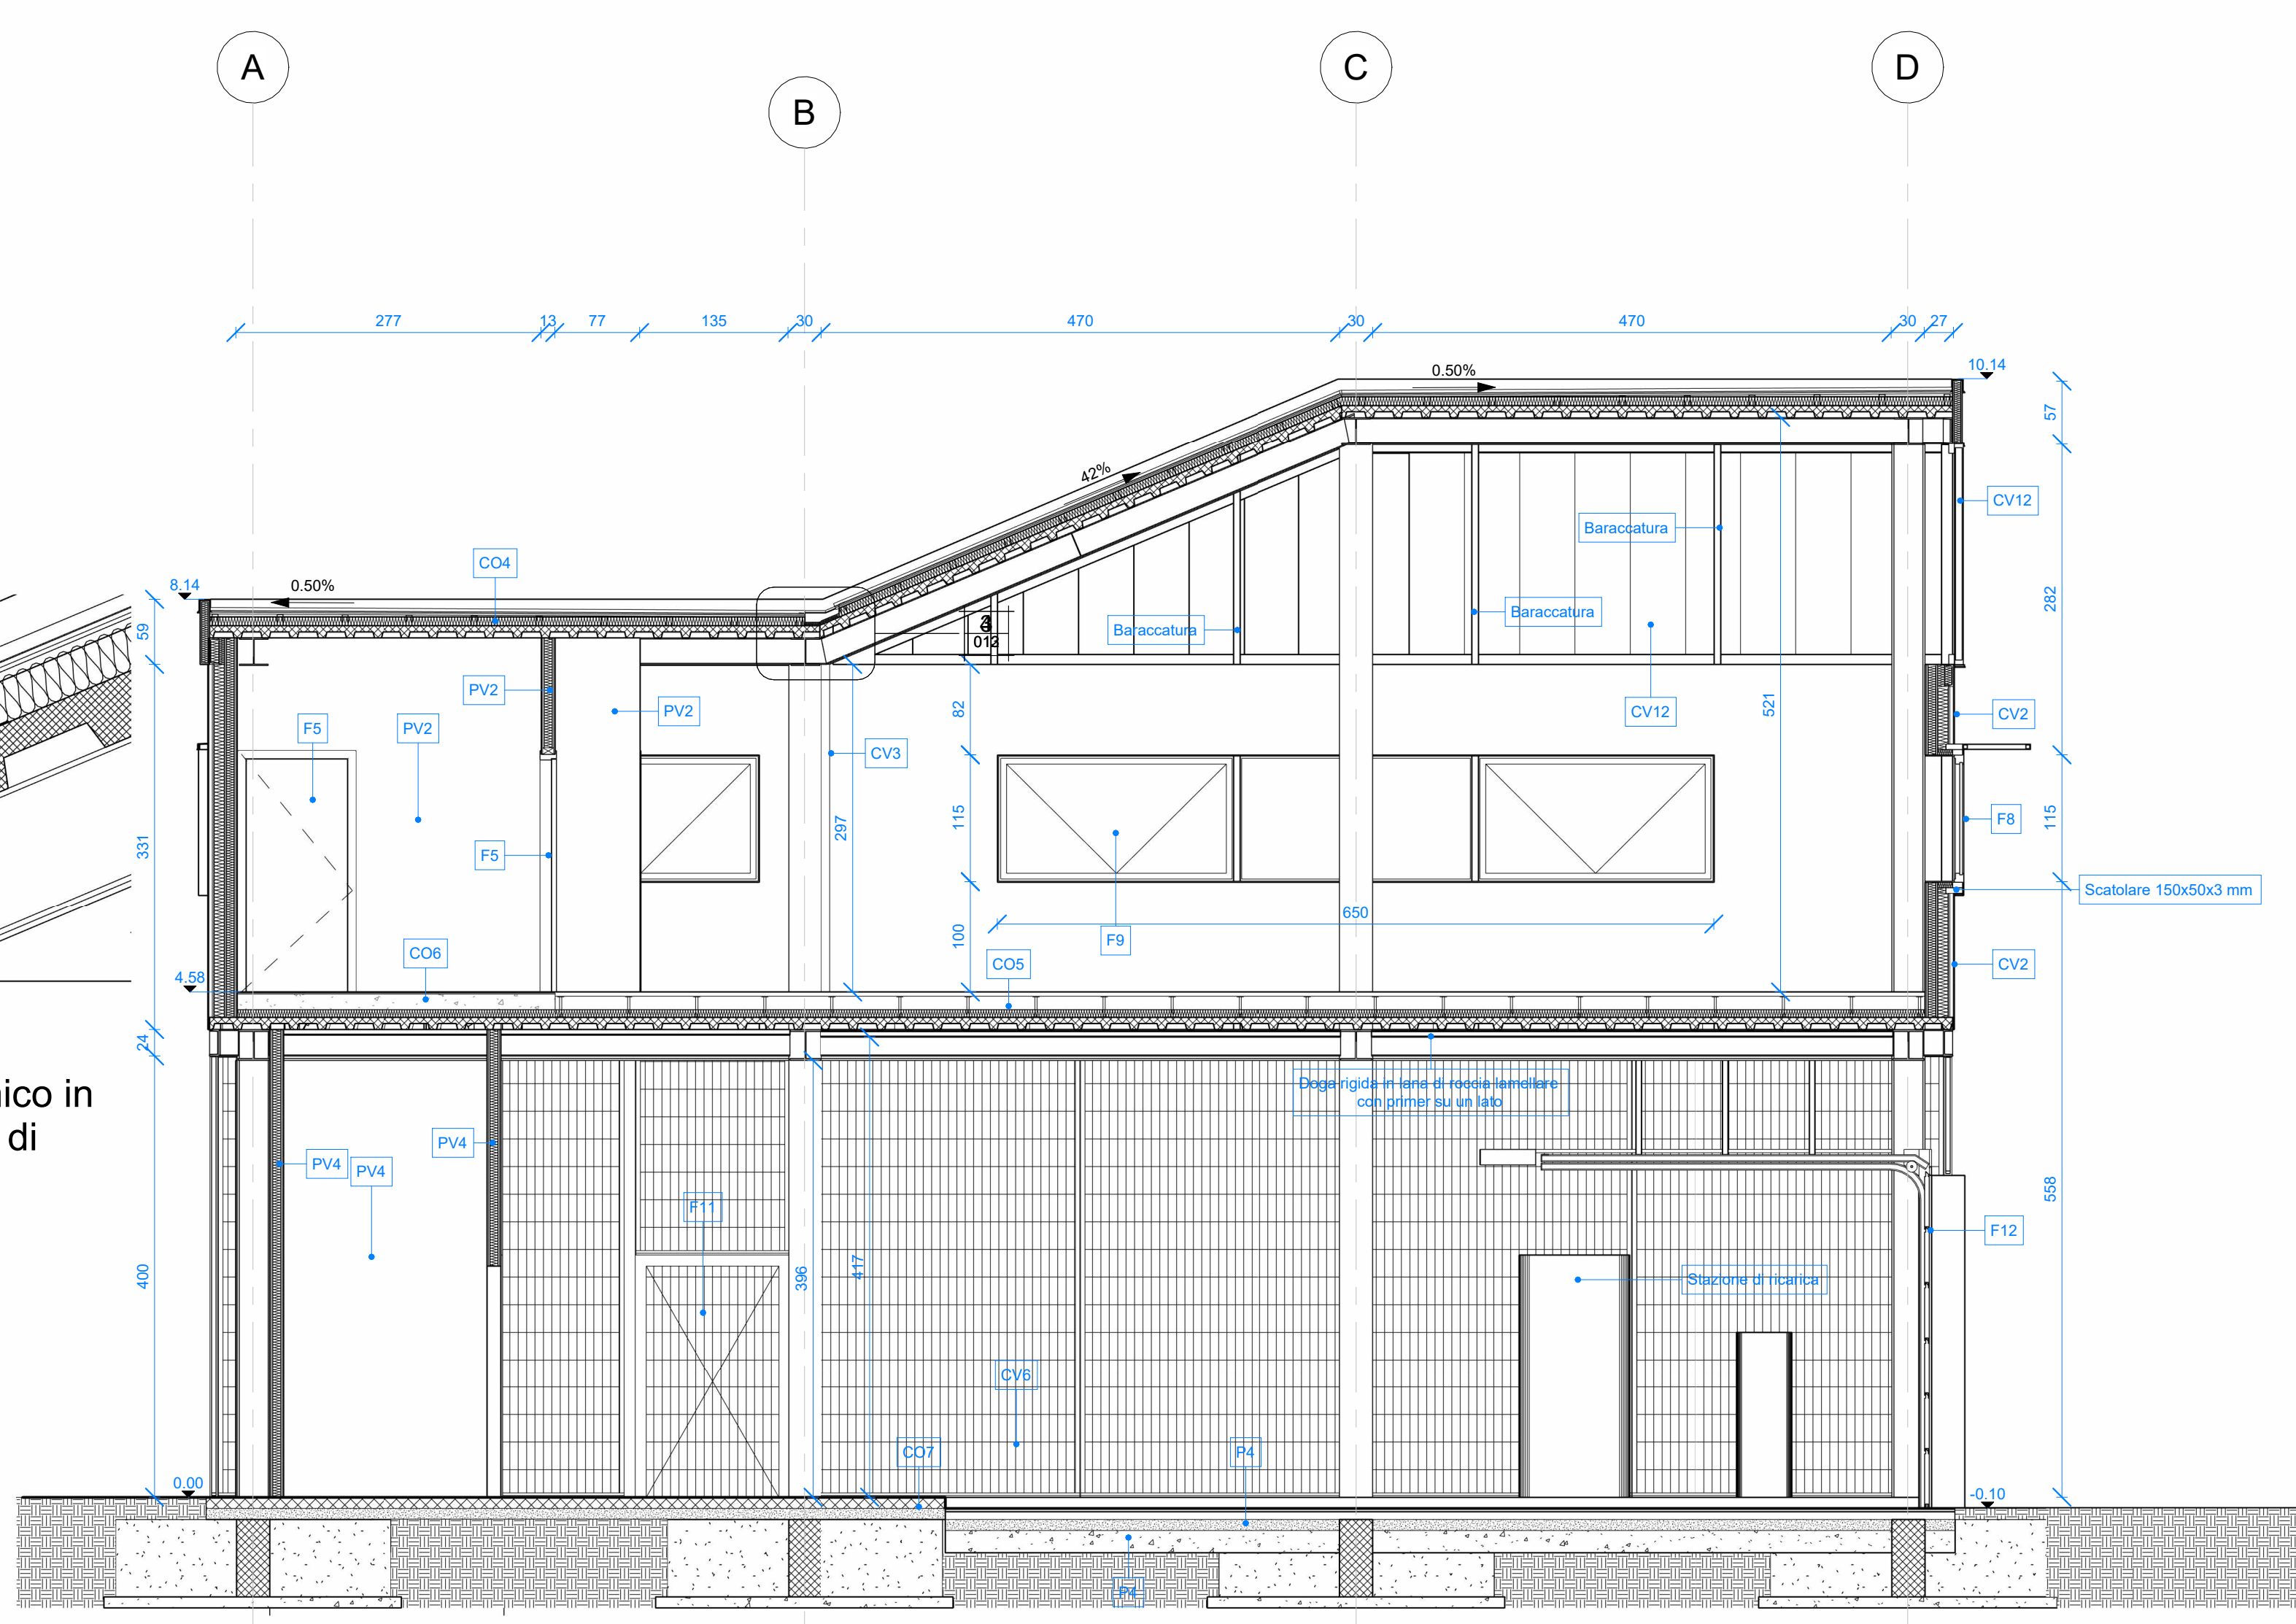 A
B
C
D
277
13
77
135
30
470
30
470
30
27
10.14
0.50%
57
42%
CV12
Baraccatura
CO4
8.14
0.50%
282
59
Baraccatura
Baraccatura
013
PV2
PV2
CV12
521
82
CV2
F5
PV2
CV3
115
297
115
F8
331
F5
Scatolare 150x50x3 mm
650
F9
100
CO6
CO5
CV2
4.58
24
Doga rigida in lana di roccia lamellare
con primer su un lato
ico in
di
PV4
PV4
PV4
558
F11
F12
417
396
400
Stazione di ricarica
CV6
CO7
P4
0.00
-0.10
P4